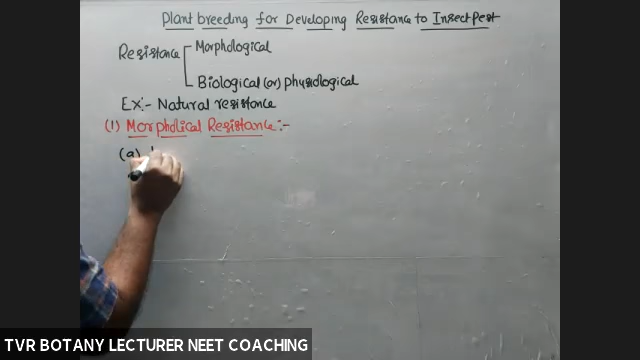 Plant breeding for Developing Resistance to Insect Pest
Resistance
Morphological
Biological (or) Physiological
Ex:- Natural resistance
(1) Morpholical Resistance:-
(a)
TVR BOTANY LECTURER NEET COACHING